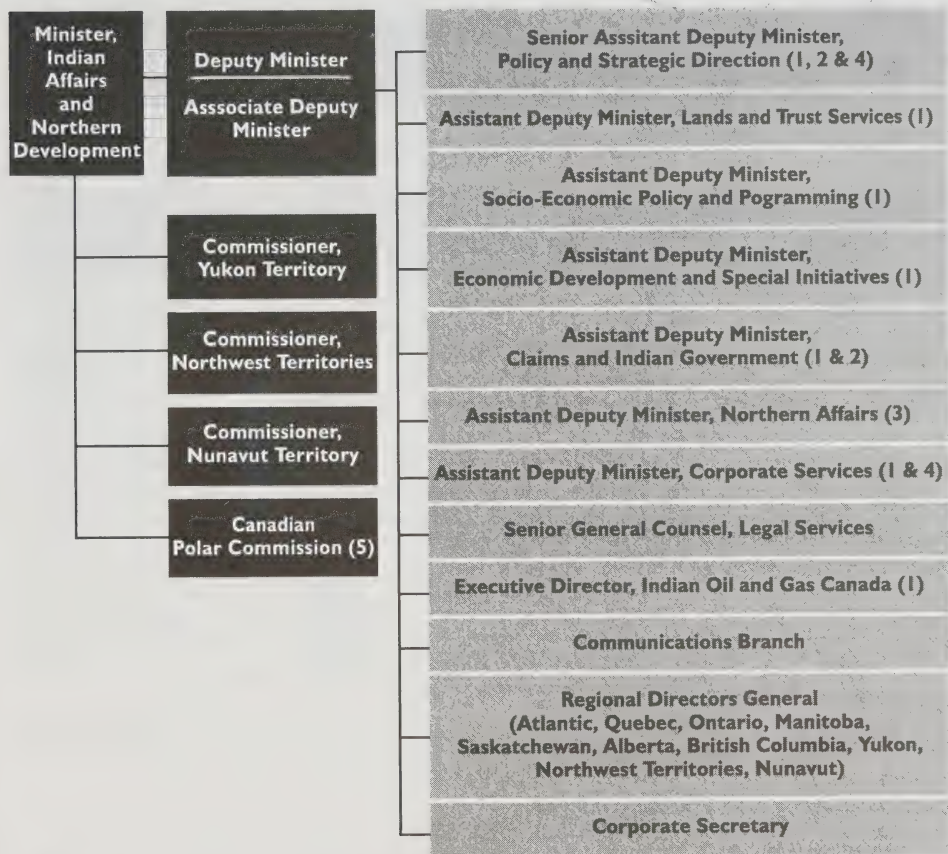 Minister,
Indian
Affairs
and
Northern
Development
Deputy Minister
Asssociate Deputy
Minister
Commissioner,
Yukon Territory
Commissioner,
Northwest Territories
Commissioner,
Nunavut Territory
Canadian
Polar Commission (5)
Senior Asssitant Deputy Minister,
Policy and Strategic Direction (1, 2 & 4)
Assistant Deputy Minister, Lands and Trust Services (1)
Assistant Deputy Minister,
Socio-Economic Policy and Pogramming (1)
Assistant Deputy Minister,
Economic Development and Special Initiatives (1)
Assistant Deputy Minister,
Claims and Indian Government (1 & 2)
Assistant Deputy Minister, Northern Affairs (3)
Assistant Deputy Minister, Corporate Services (1 & 4)
Senior General Counsel, Legal Services
Executive Director, Indian Oil and Gas Canada (1)
Communications Branch
Regional Directors General
(Atlantic, Quebec, Ontario, Manitoba,
Saskatchewan, Alberta, British Columbia, Yukon,
Northwest Territories, Nunavut)
Corporate Secretary